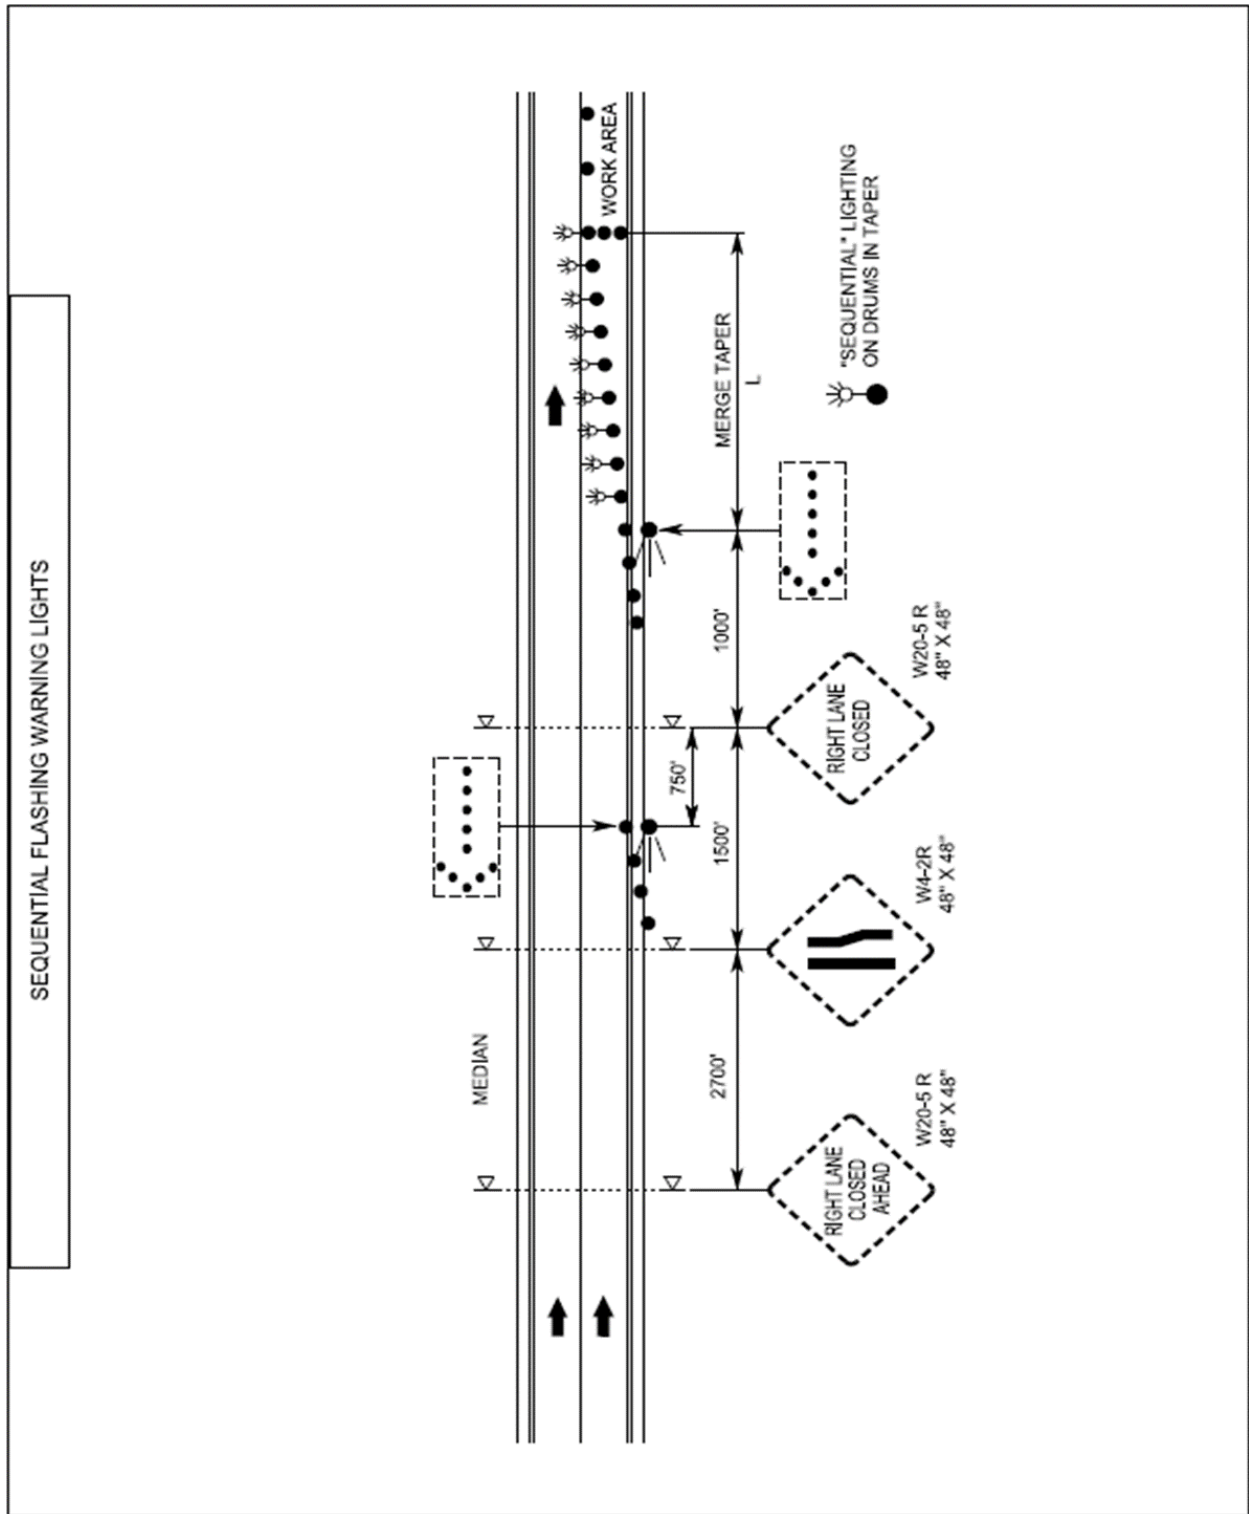 SEQUENTIAL FLASHING WARNING LIGHTS
WORK AREA
"SEQUENTIAL" LIGHTING
ON DRUMS IN TAPER
MERGE TAPER
L
1000'
750'
1500'
2700'
MEDIAN
RIGHT LANE
CLOSED
W20-5 R
48" X 48"
W4-2R
48" X 48"
RIGHT LANE
CLOSED
AHEAD
W20-5 R
48" X 48"